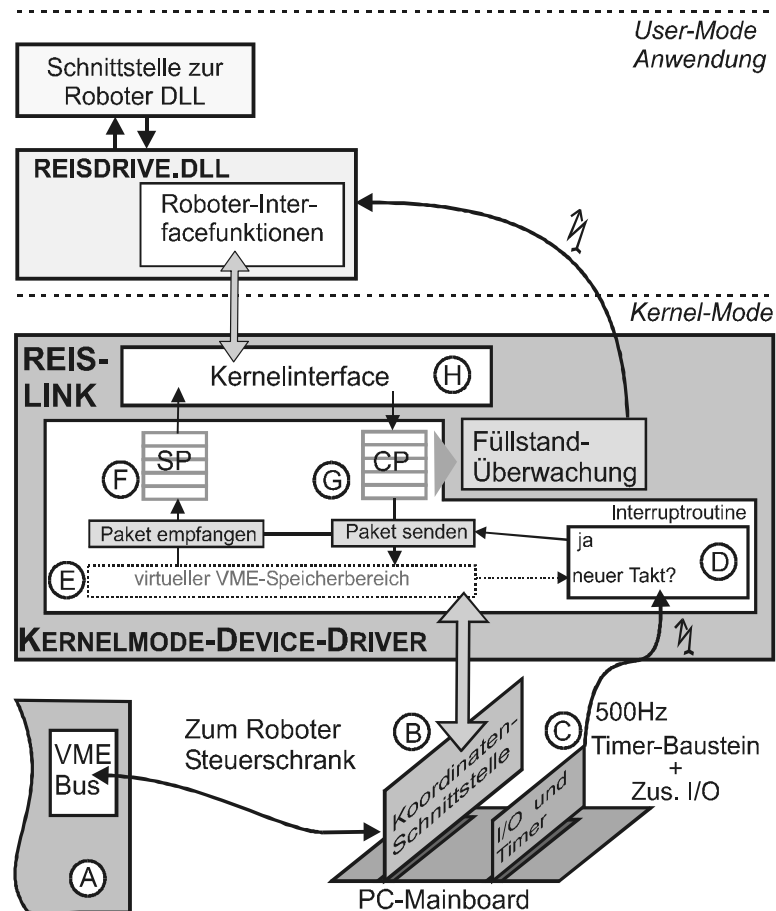 User-Mode
Anwendung
Schnittstelle zur
Roboter DLL
REISDRIVE.DLL
Roboter-Inter-
facefunktionen
Kernel-Mode
REIS-
LINK
Kernelinterface
H
F
SP
G
CP
Füllstand-
Überwachung
Interruptroutine
Paket empfangen
Paket senden
ja
D
E
virtueller VME-Speicherbereich
neuer Takt?
KERNELMODE-DEVICE-DRIVER
VME
Bus
A
Zum Roboter
Steuerschrank
B
Koordinaten-
Schnittstelle
C
500Hz
Timer-Baustein
+
Zus. I/O
I/O und
Timer
PC-Mainboard